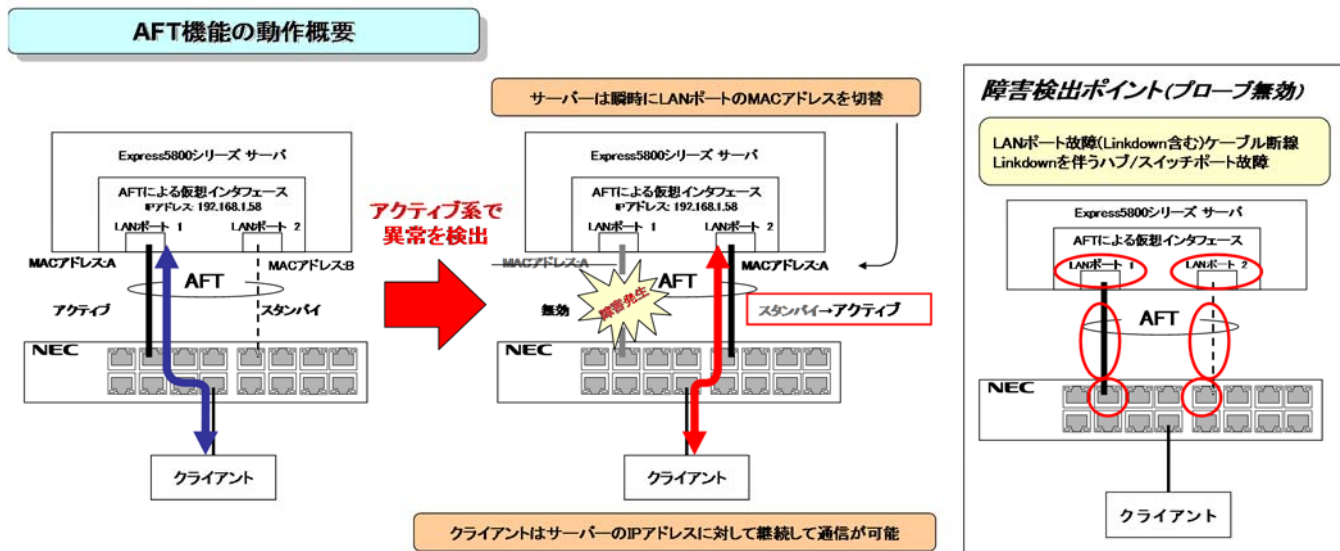 AFT機能の動作概要
サーバーは瞬時にLANポートのMACアドレスを切替
Express5800シリーズ サーバ
AFTによる仮想インタフェース
IPアドレス: 192.168.1.58
LANポート 1
LANポート 2
MACアドレス:A
MACアドレス:B
AFT
アクティブ
スタンバイ
NEC
クライアント
アクティブ系で
異常を検出
Express5800シリーズ サーバ
AFTによる仮想インタフェース
IPアドレス: 192.168.1.58
LANポート 1
LANポート 2
MACアドレス:A
MACアドレス:A
AFT
無効
障害発生
スタンバイ→アクティブ
NEC
クライアント
クライアントはサーバーのIPアドレスに対して継続して通信が可能
障害検出ポイント(プローブ無効)
LANポート故障(Linkdown含む)ケーブル断線
Linkdownを伴うハブ/スイッチポート故障
Express5800シリーズ サーバ
AFTによる仮想インタフェース
LANポート 1
LANポート 2
AFT
NEC
クライアント